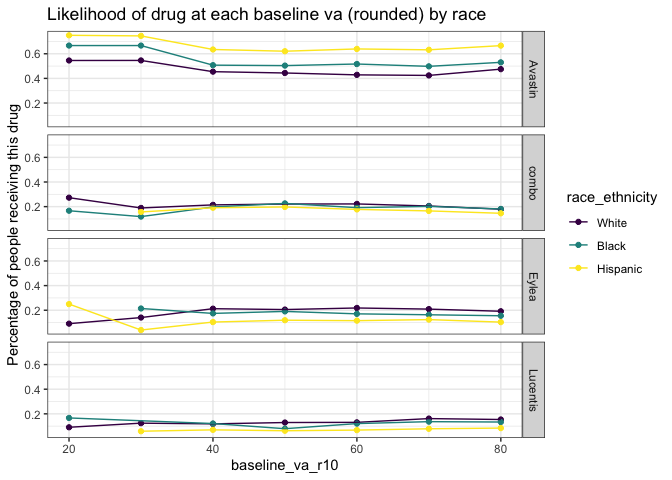 Likelihood of drug at each baseline va (rounded) by race
Percentage of people receiving this drug
0.6
0.4
0.2
Avastin
0.6
0.4
0.2
combo
0.6
0.4
0.2
Eylea
0.6
0.4
0.2
Lucentis
20
40
60
80
baseline_va_r10
race_ethnicity
White
Black
Hispanic